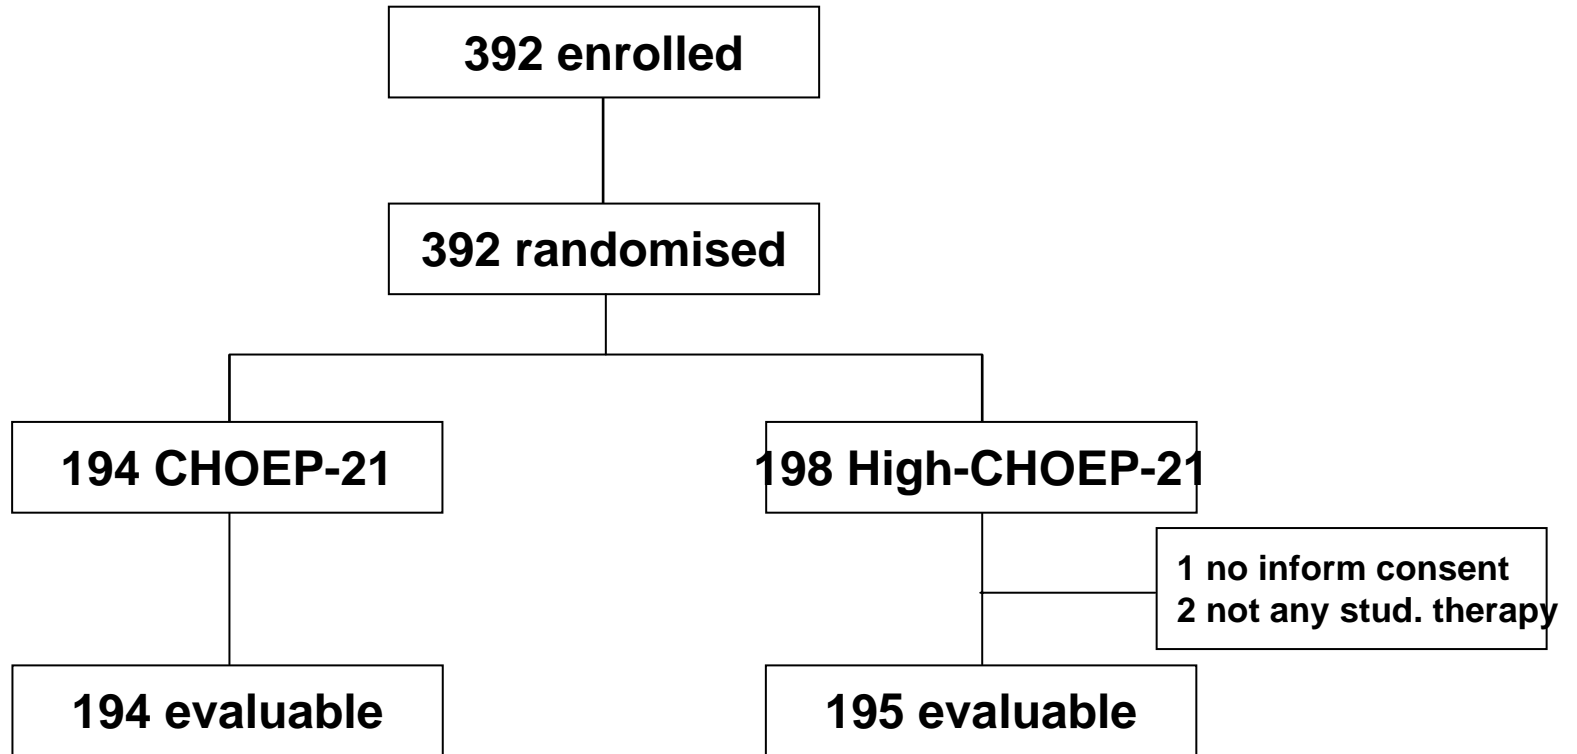 392 enrolled
392 randomised
194 CHOEP-21
198 High-CHOEP-21
1 no inform consent
2 not any stud. therapy
194 evaluable
195 evaluable